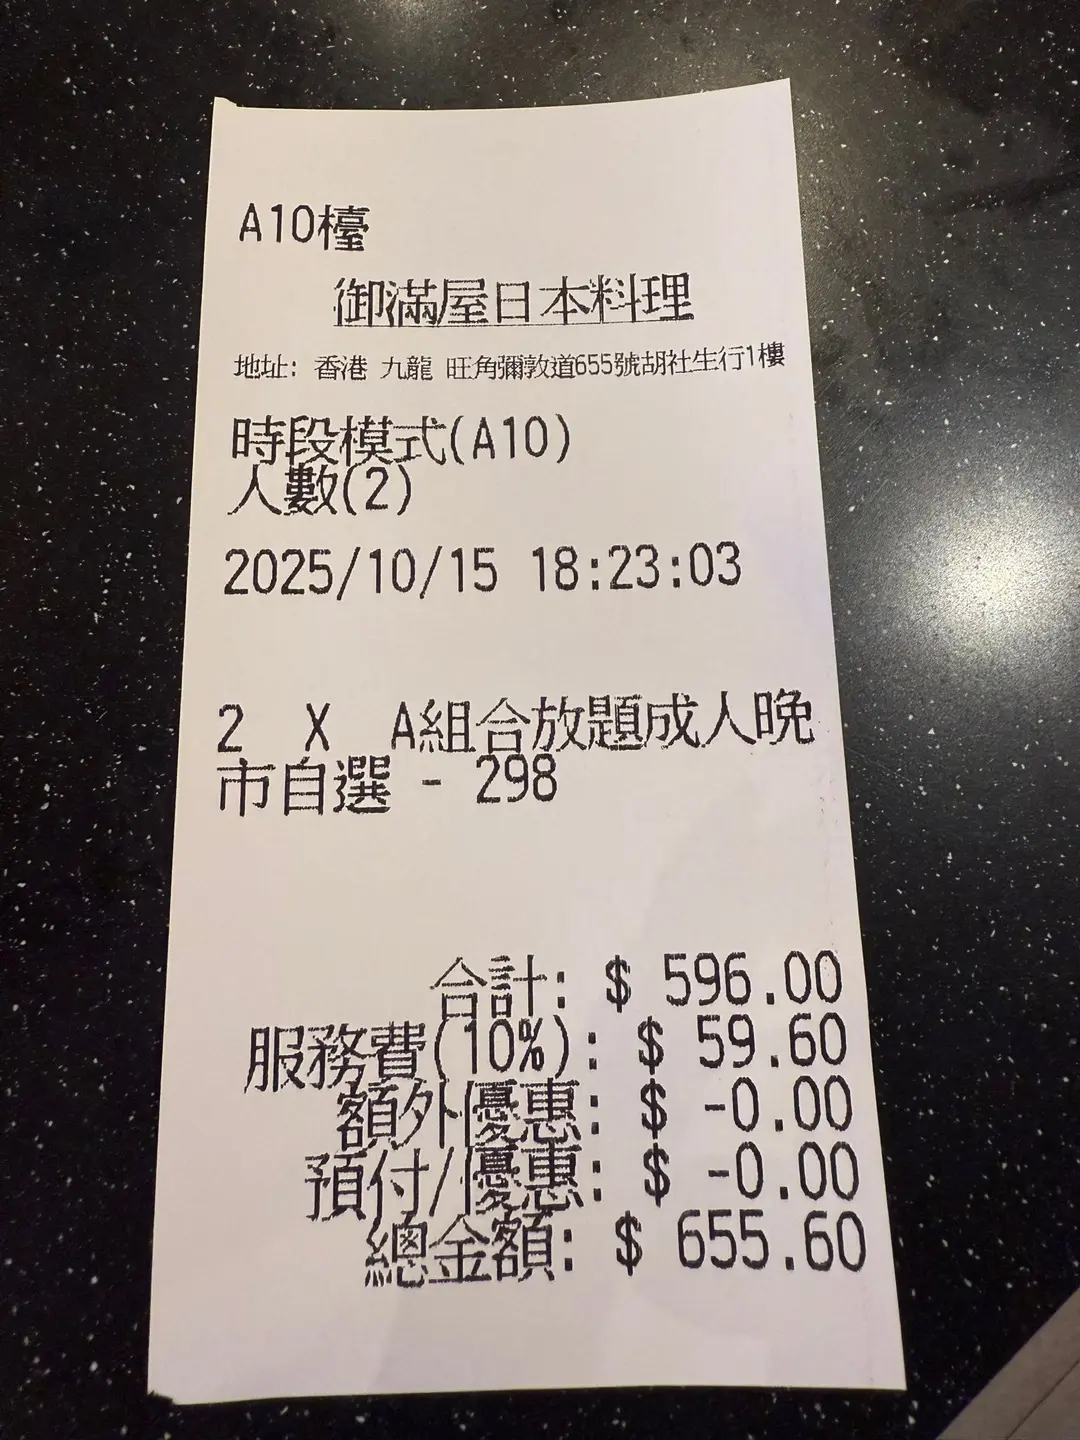 A10檯
御滿屋日本料理
地址: 香港 九龍 旺角彌敦道655號胡社生行1樓
時段模式(A10)
人數(2)
2025/10/15 18:23:03
2 X A組合放題成人晚
市自選 - 298
合計: $ 596.00
服務費(10%): $ 59.60
額外優惠: $ -0.00
預付/優惠: $ -0.00
總金額: $ 655.60